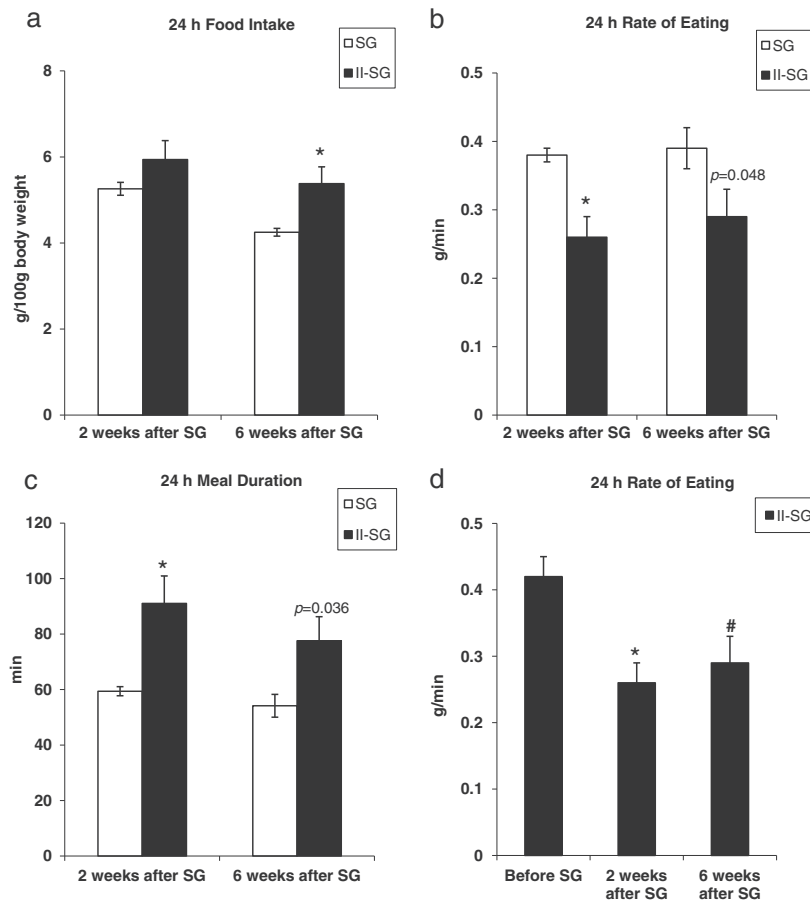 a
24 h Food Intake
SG
II-SG
g/100g body weight
8
6
4
2
0
*
2 weeks after SG
6 weeks after SG
b
24 h Rate of Eating
SG
II-SG
g/min
0.5
0.4
0.3
0.2
0.1
0
*
p=0.048
2 weeks after SG
6 weeks after SG
c
24 h Meal Duration
SG
II-SG
min
120
100
80
60
40
20
0
*
p=0.036
2 weeks after SG
6 weeks after SG
d
24 h Rate of Eating
II-SG
g/min
0.5
0.4
0.3
0.2
0.1
0
*
#
Before SG
2 weeks
after SG
6 weeks
after SG